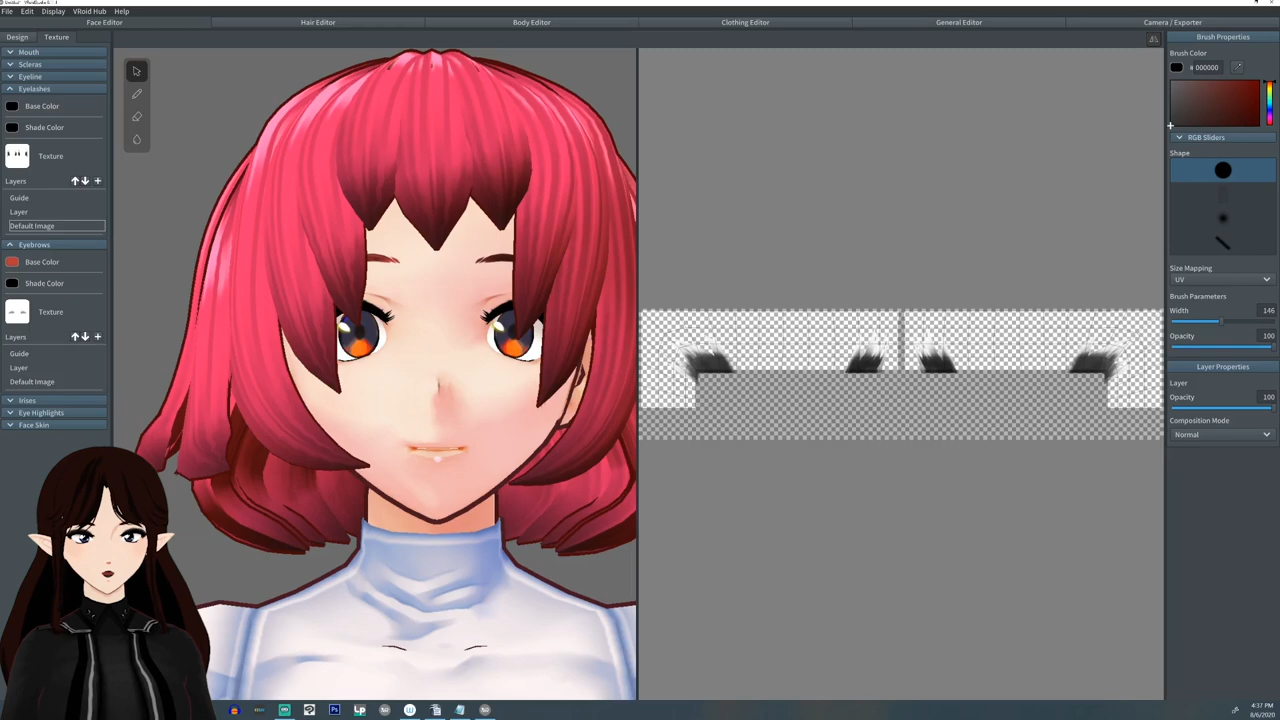 File Edit Display VRoid Hub Help
Face Editor Hair Editor Body Editor Clothing Editor General Editor Camera / Exporter
Design Texture
Mouth
Scleras
Eyeline
Eyelashes
Base Color
Shade Color
Texture
Layers
Guide
Layer
Default Image
Eyebrows
Base Color
Shade Color
Texture
Layers
Guide
Layer
Default Image
Irises
Eye Highlights
Face Skin
Brush Properties
Brush Color
000000
RGB Sliders
Shape
Size Mapping
UV
Brush Parameters
Width 146
Opacity 100
Layer Properties
Layer
Opacity 100
Composition Mode
Normal
Ps
4:37 PM
8/6/2020